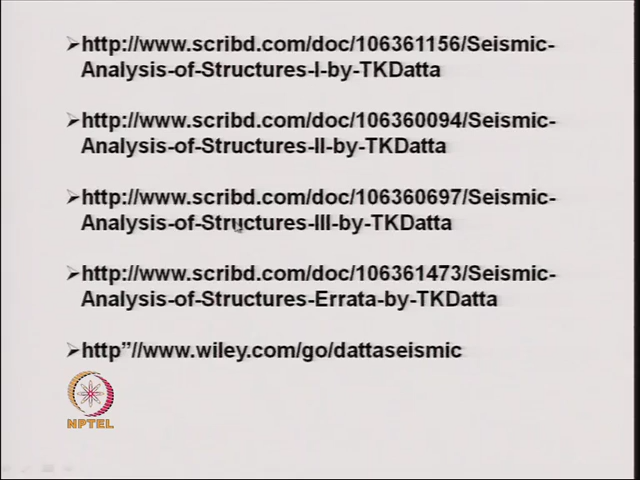 http://www.scribd.com/doc/106361156/Seismic-
Analysis-of-Structures-I-by-TKDatta
http://www.scribd.com/doc/106360094/Seismic-
Analysis-of-Structures-II-by-TKDatta
http://www.scribd.com/doc/106360697/Seismic-
Analysis-of-Structures-III-by-TKDatta
http://www.scribd.com/doc/106361473/Seismic-
Analysis-of-Structures-Errata-by-TKDatta
http”//www.wiley.com/go/dattaseismic
NPTEL